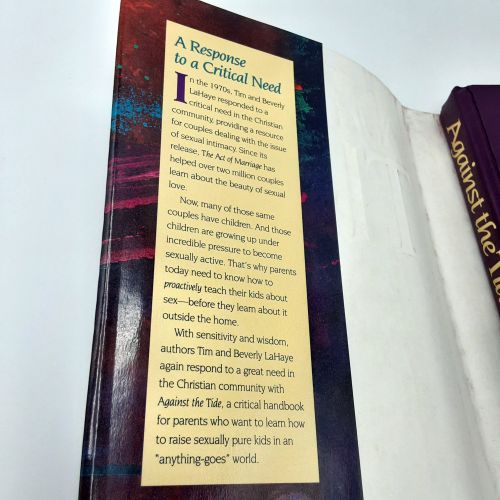 A Response
to a Critical Need
In the 1970s, Tim and Beverly
LaHaye responded to a
critical need in the Christian
community, providing a resource
for couples dealing with the issue
of sexual intimacy. Since its
release, The Act of Marriage has
helped over two million couples
learn about the beauty of sexual
love.
Now, many of those same
couples have children. And those
children are growing up under
incredible pressure to become
sexually active. That's why parents
today need to know how to
proactively teach their kids about
sex—before they learn about it
outside the home.
With sensitivity and wisdom,
authors Tim and Beverly LaHaye
again respond to a great need in
the Christian community with
Against the Tide, a critical handbook
for parents who want to learn how
to raise sexually pure kids in an
"anything-goes" world.
Against the